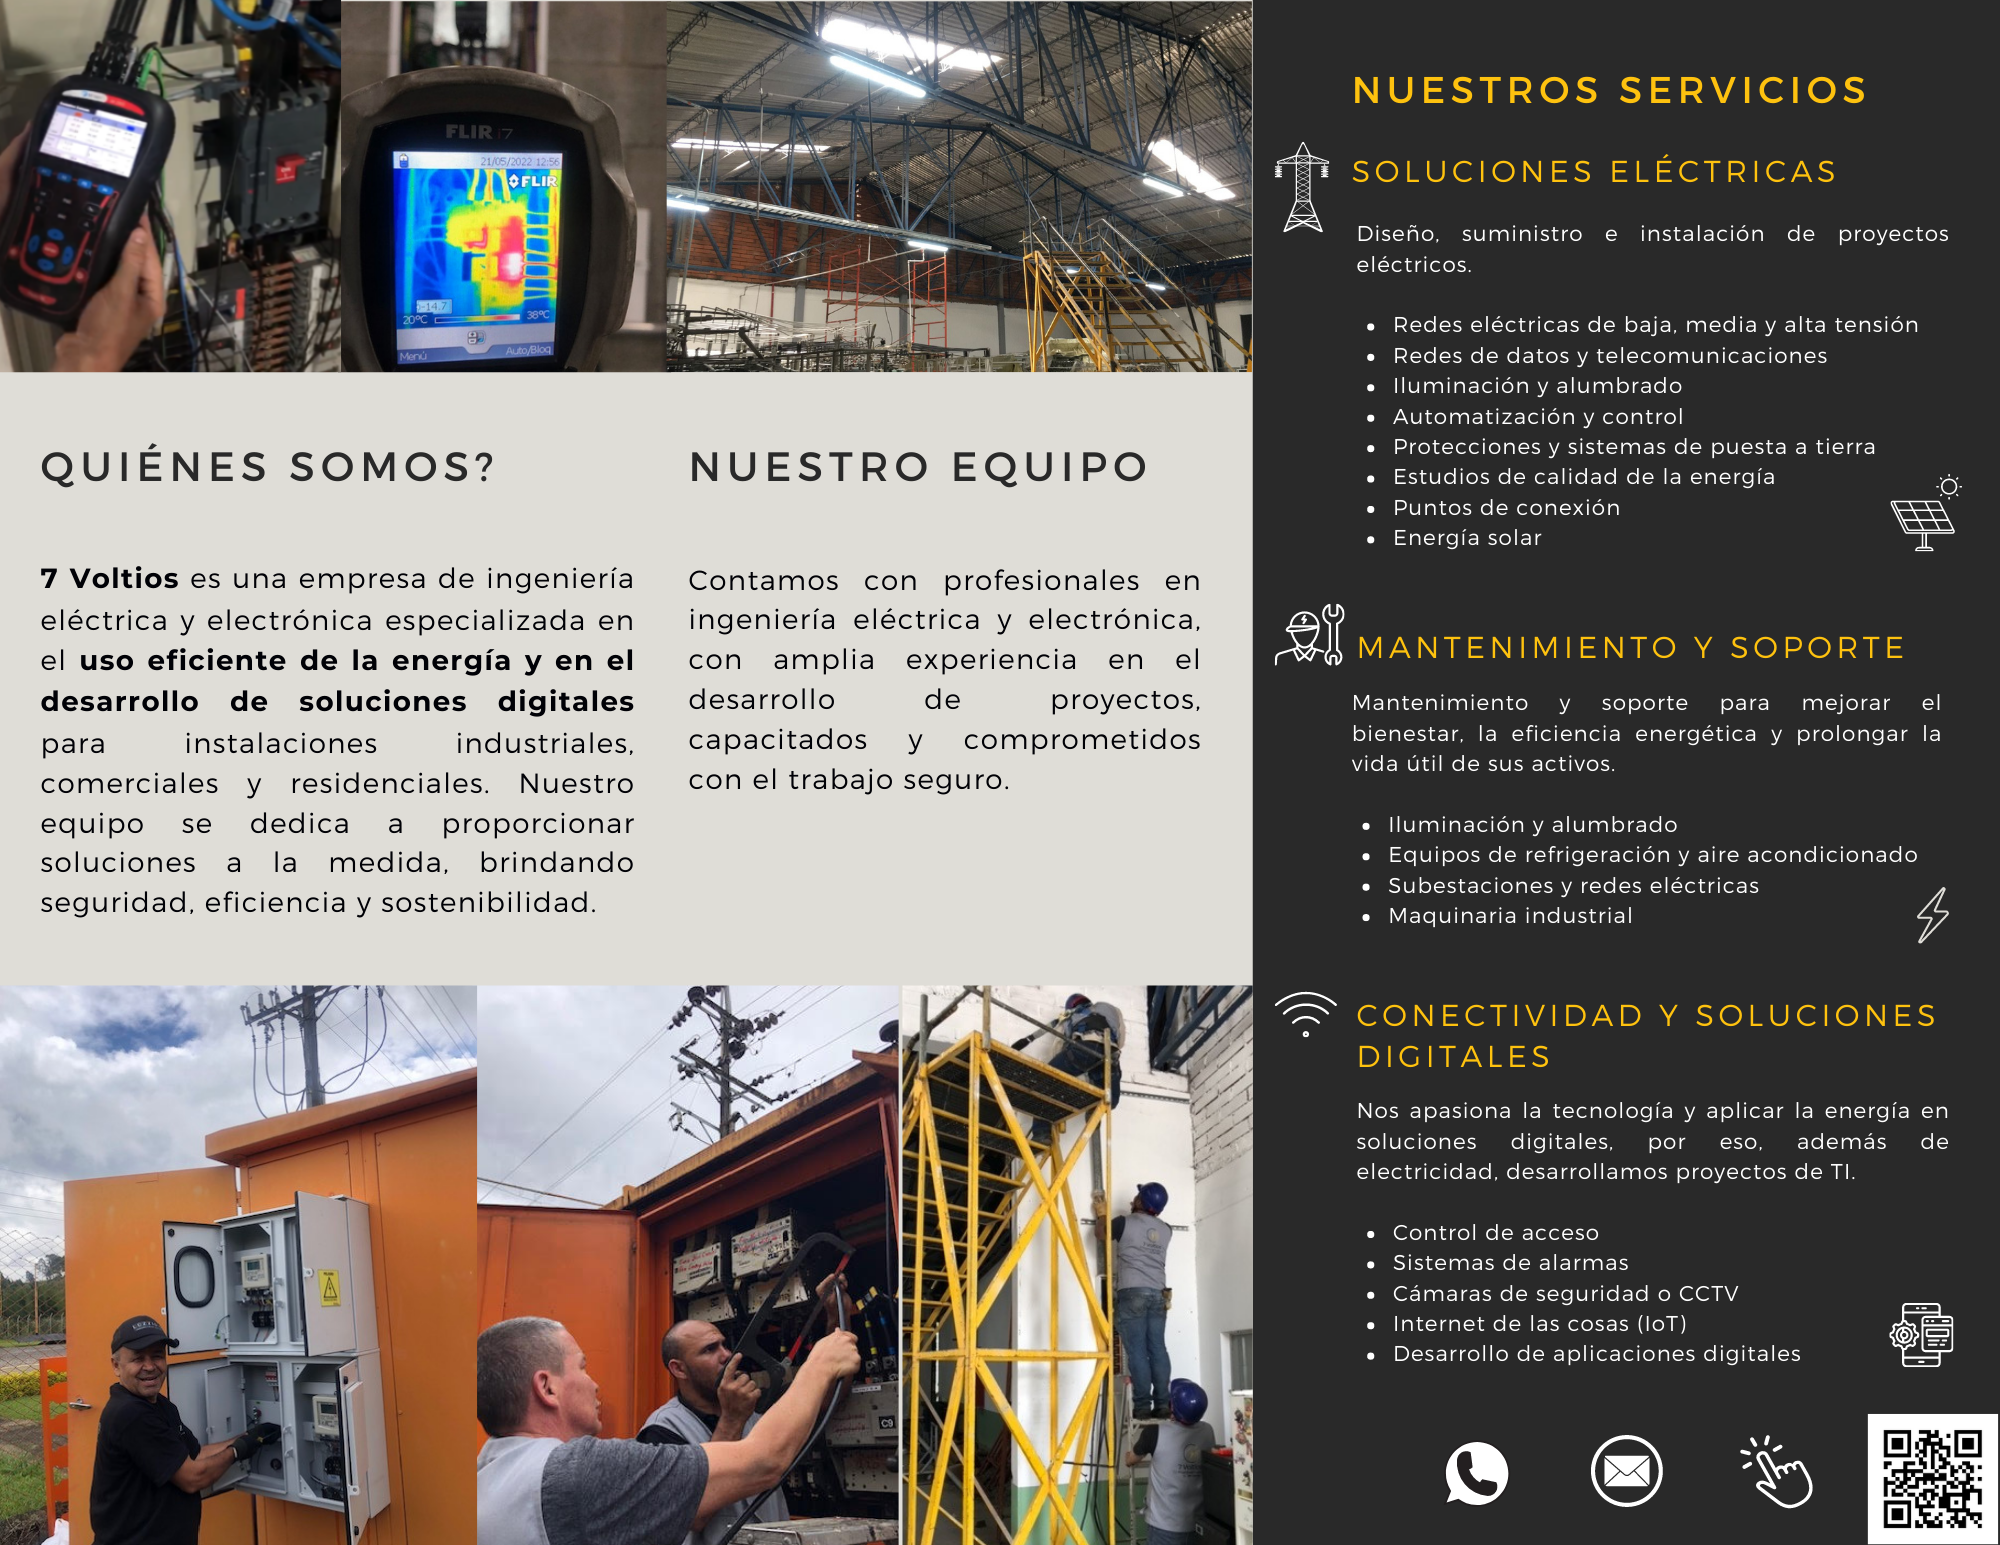 FLIR i7
21/05/2022 12:56
FLIR
-14.7
20°C
38°C
Menú
Auto/Bloq
QUIÉNES SOMOS?
7 Voltios es una empresa de ingeniería
eléctrica y electrónica especializada en
el uso eficiente de la energía y en el
desarrollo de soluciones digitales
para instalaciones industriales,
comerciales y residenciales. Nuestro
equipo se dedica a proporcionar
soluciones a la medida, brindando
seguridad, eficiencia y sostenibilidad.
NUESTRO EQUIPO
Contamos con profesionales en
ingeniería eléctrica y electrónica,
con amplia experiencia en el
desarrollo de proyectos,
capacitados y comprometidos
con el trabajo seguro.
C9
NUESTROS SERVICIOS
SOLUCIONES ELÉCTRICAS
Diseño, suministro e instalación de proyectos
eléctricos.
Redes eléctricas de baja, media y alta tensión
Redes de datos y telecomunicaciones
Iluminación y alumbrado
Automatización y control
Protecciones y sistemas de puesta a tierra
Estudios de calidad de la energía
Puntos de conexión
Energía solar
MANTENIMIENTO Y SOPORTE
Mantenimiento y soporte para mejorar el
bienestar, la eficiencia energética y prolongar la
vida útil de sus activos.
Iluminación y alumbrado
Equipos de refrigeración y aire acondicionado
Subestaciones y redes eléctricas
Maquinaria industrial
CONECTIVIDAD Y SOLUCIONES
DIGITALES
Nos apasiona la tecnología y aplicar la energía en
soluciones digitales, por eso, además de
electricidad, desarrollamos proyectos de TI.
Control de acceso
Sistemas de alarmas
Cámaras de seguridad o CCTV
Internet de las cosas (IoT)
Desarrollo de aplicaciones digitales